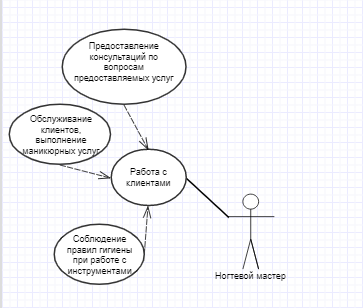 Предоставление
консультаций по
вопросам
предоставляемых услуг
Обслуживание
клиентов,
выполнение
маникюрных услуг
Работа с
клиентами
Соблюдение
правил гигиены
при работе с
инструментами
Ногтевой мастер